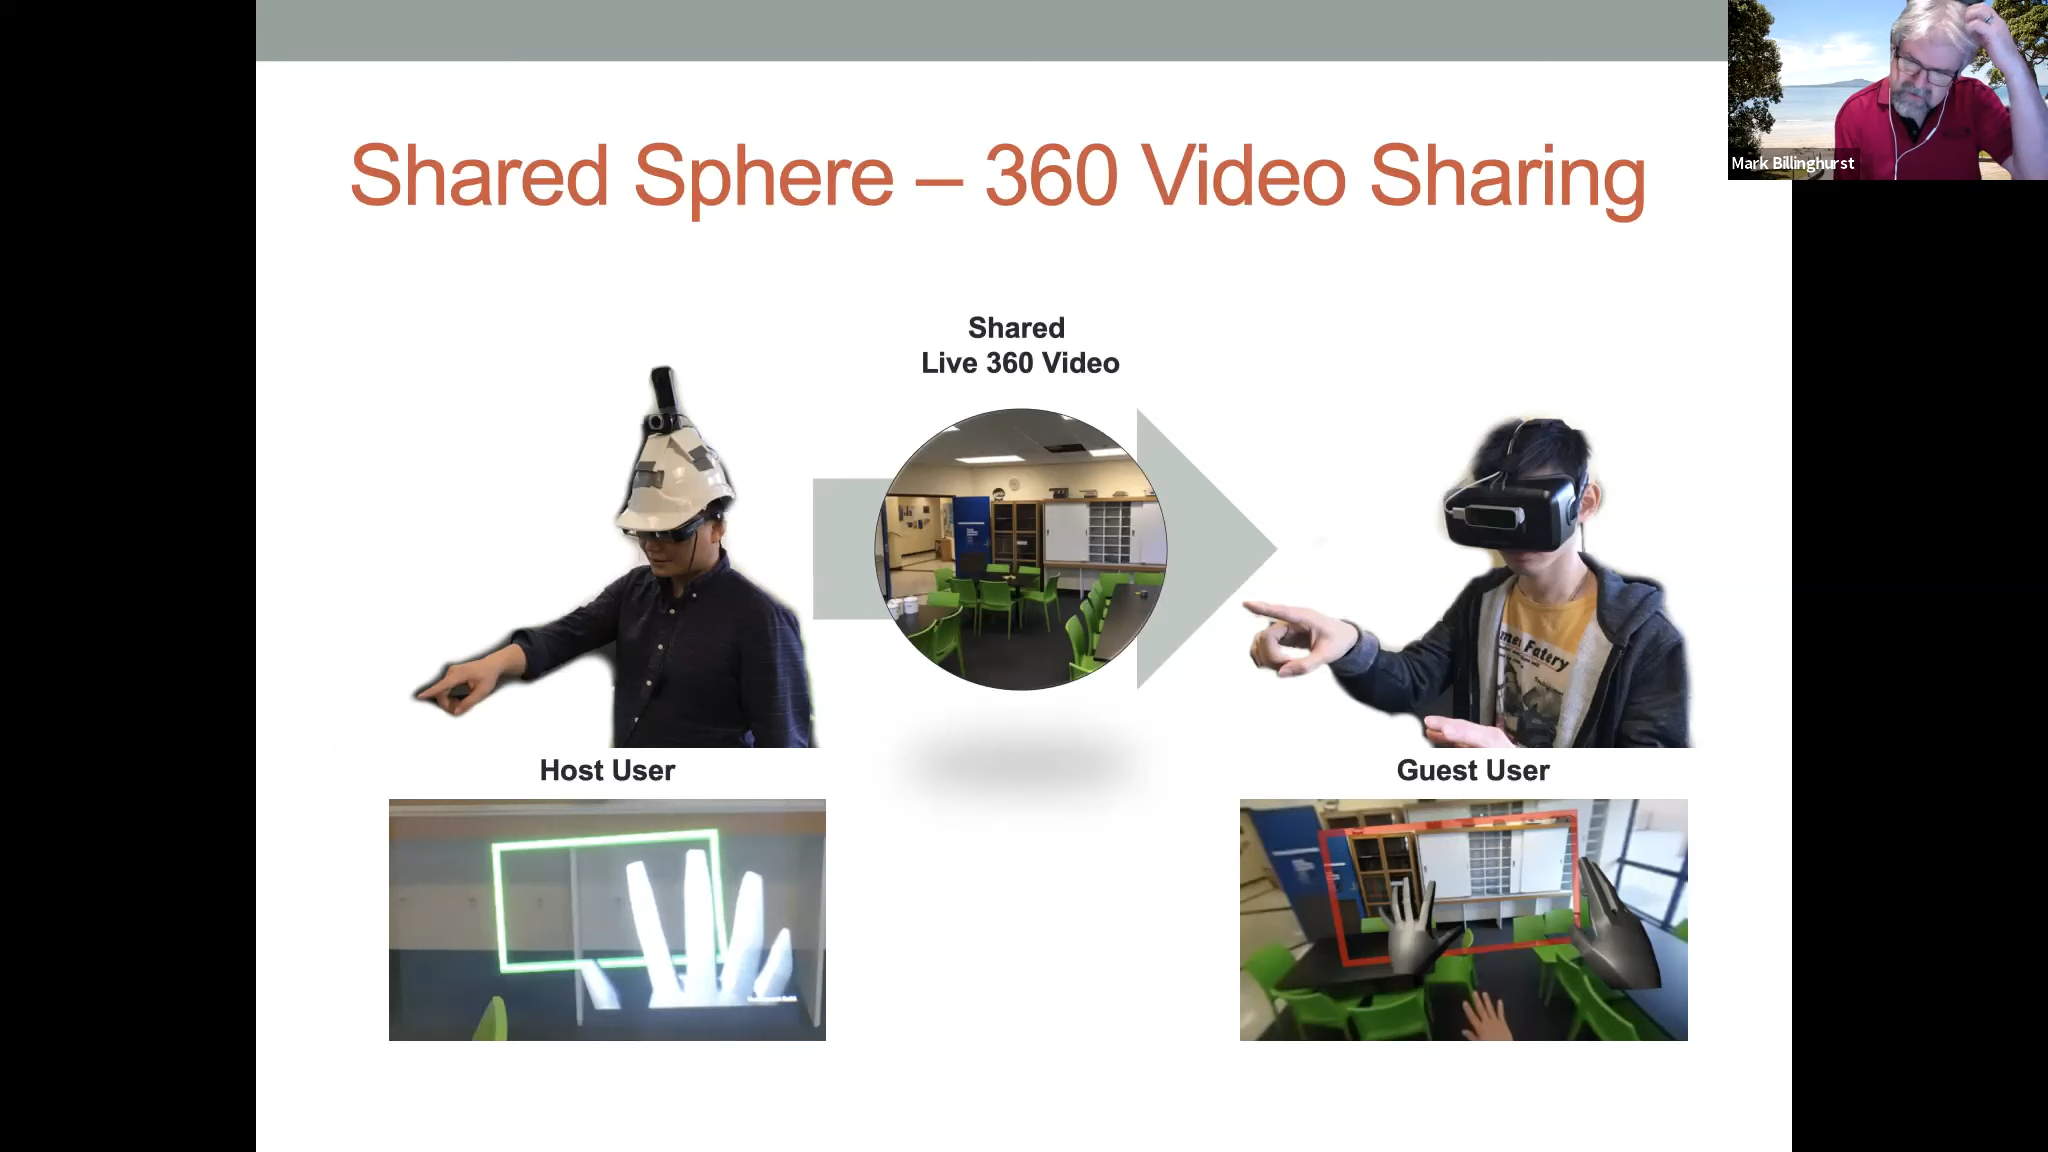 Shared Sphere – 360 Video Sharing
Mark Billinghurst
Shared
Live 360 Video
Host User
Guest User